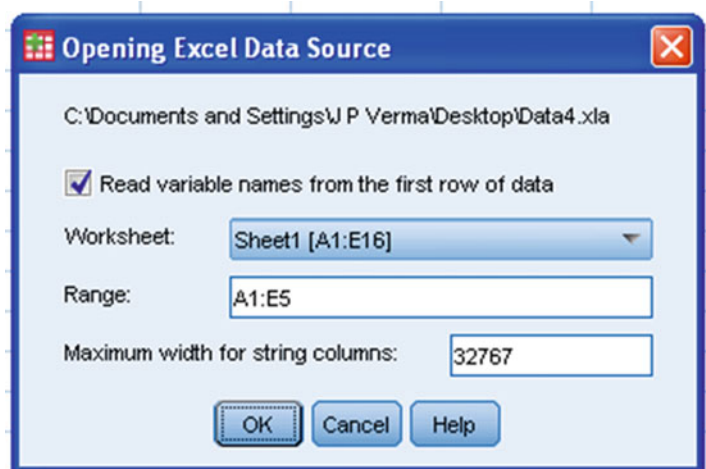 Opening Excel Data Source
C:\Documents and Settings\J P Verma\Desktop\Data4.xla
Read variable names from the first row of data
Worksheet: Sheet1 [A1:E16]
Range: A1:E5
Maximum width for string columns: 32767
OK Cancel Help